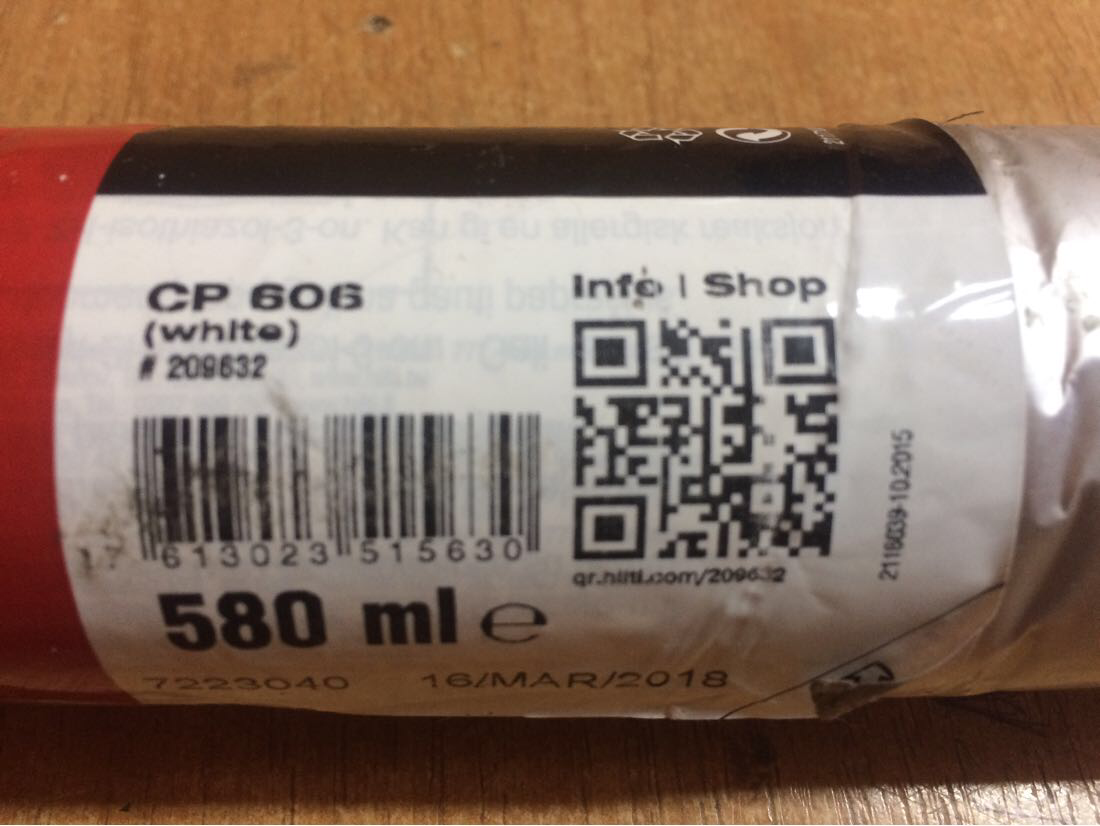 CP 606
(white)
# 209632
613023 515630
580 ml e
7223040 16/MAR/2018
Info | Shop
qr.hilti.com/209632
2118039-10.2015